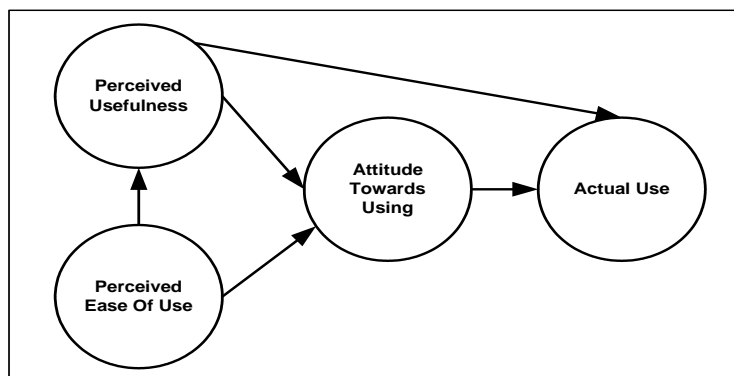 Perceived
Usefulness
Attitude
Towards
Using
Actual Use
Perceived
Ease Of Use